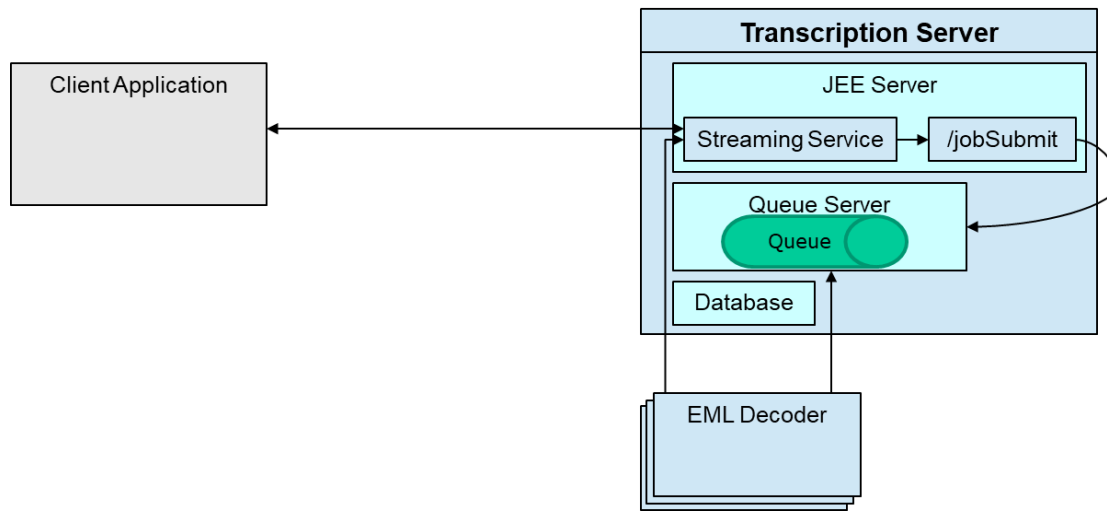 Transcription Server
Client Application
JEE Server
Streaming Service
/jobSubmit
Queue Server
Queue
Database
EML Decoder